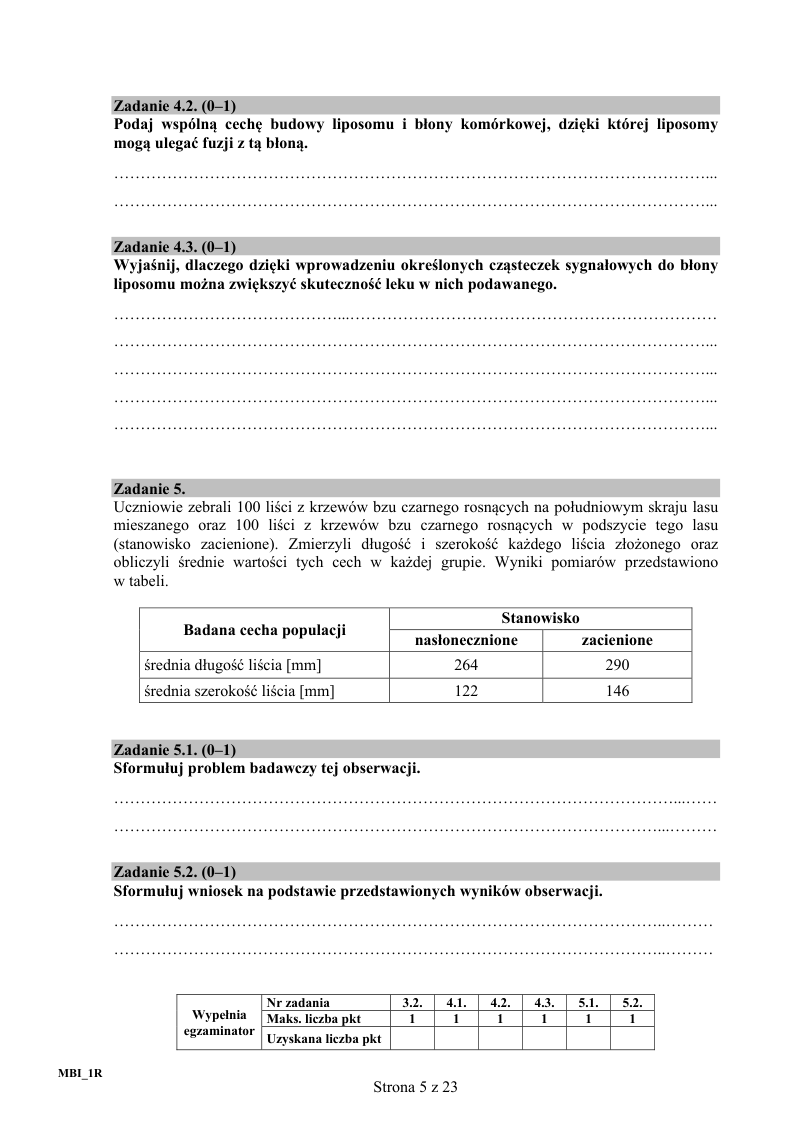 Zadanie 4.2. (0–1)
Podaj wspólną cechę budowy liposomu i błony komórkowej, dzięki której liposomy
mogą ulegać fuzji z tą błoną.
…………………………………………………………………………………………………...
…………………………………………………………………………………………………...
Zadanie 4.3. (0–1)
Wyjaśnij, dlaczego dzięki wprowadzeniu określonych cząsteczek sygnałowych do błony
liposomu można zwiększyć skuteczność leku w nich podawanego.
……………………………………...……………………………………………………………
…………………………………………………………………………………………………...
…………………………………………………………………………………………………...
…………………………………………………………………………………………………...
…………………………………………………………………………………………………...
Zadanie 5.
Uczniowie zebrali 100 liści z krzewów bzu czarnego rosnących na południowym skraju lasu
mieszanego oraz 100 liści z krzewów bzu czarnego rosnących w podszycie tego lasu
(stanowisko zacienione). Zmierzyli długość i szerokość każdego liścia złożonego oraz
obliczyli średnie wartości tych cech w każdej grupie. Wyniki pomiarów przedstawiono
w tabeli.
Badana cecha populacji Stanowisko
nasłonecznione zacienione
średnia długość liścia [mm] 264 290
średnia szerokość liścia [mm] 122 146
Zadanie 5.1. (0–1)
Sformułuj problem badawczy tej obserwacji.
……………………………………………………………………………………………...……
…………………………………………………………………………………………...………
Zadanie 5.2. (0–1)
Sformułuj wniosek na podstawie przedstawionych wyników obserwacji.
…………………………………………………………………………………………...………
…………………………………………………………………………………………...………
Wypełnia egzaminator
Nr zadania 3.2. 4.1. 4.2. 4.3. 5.1. 5.2.
Maks. liczba pkt 1 1 1 1 1 1
Uzyskana liczba pkt
MBI_1R
Strona 5 z 23